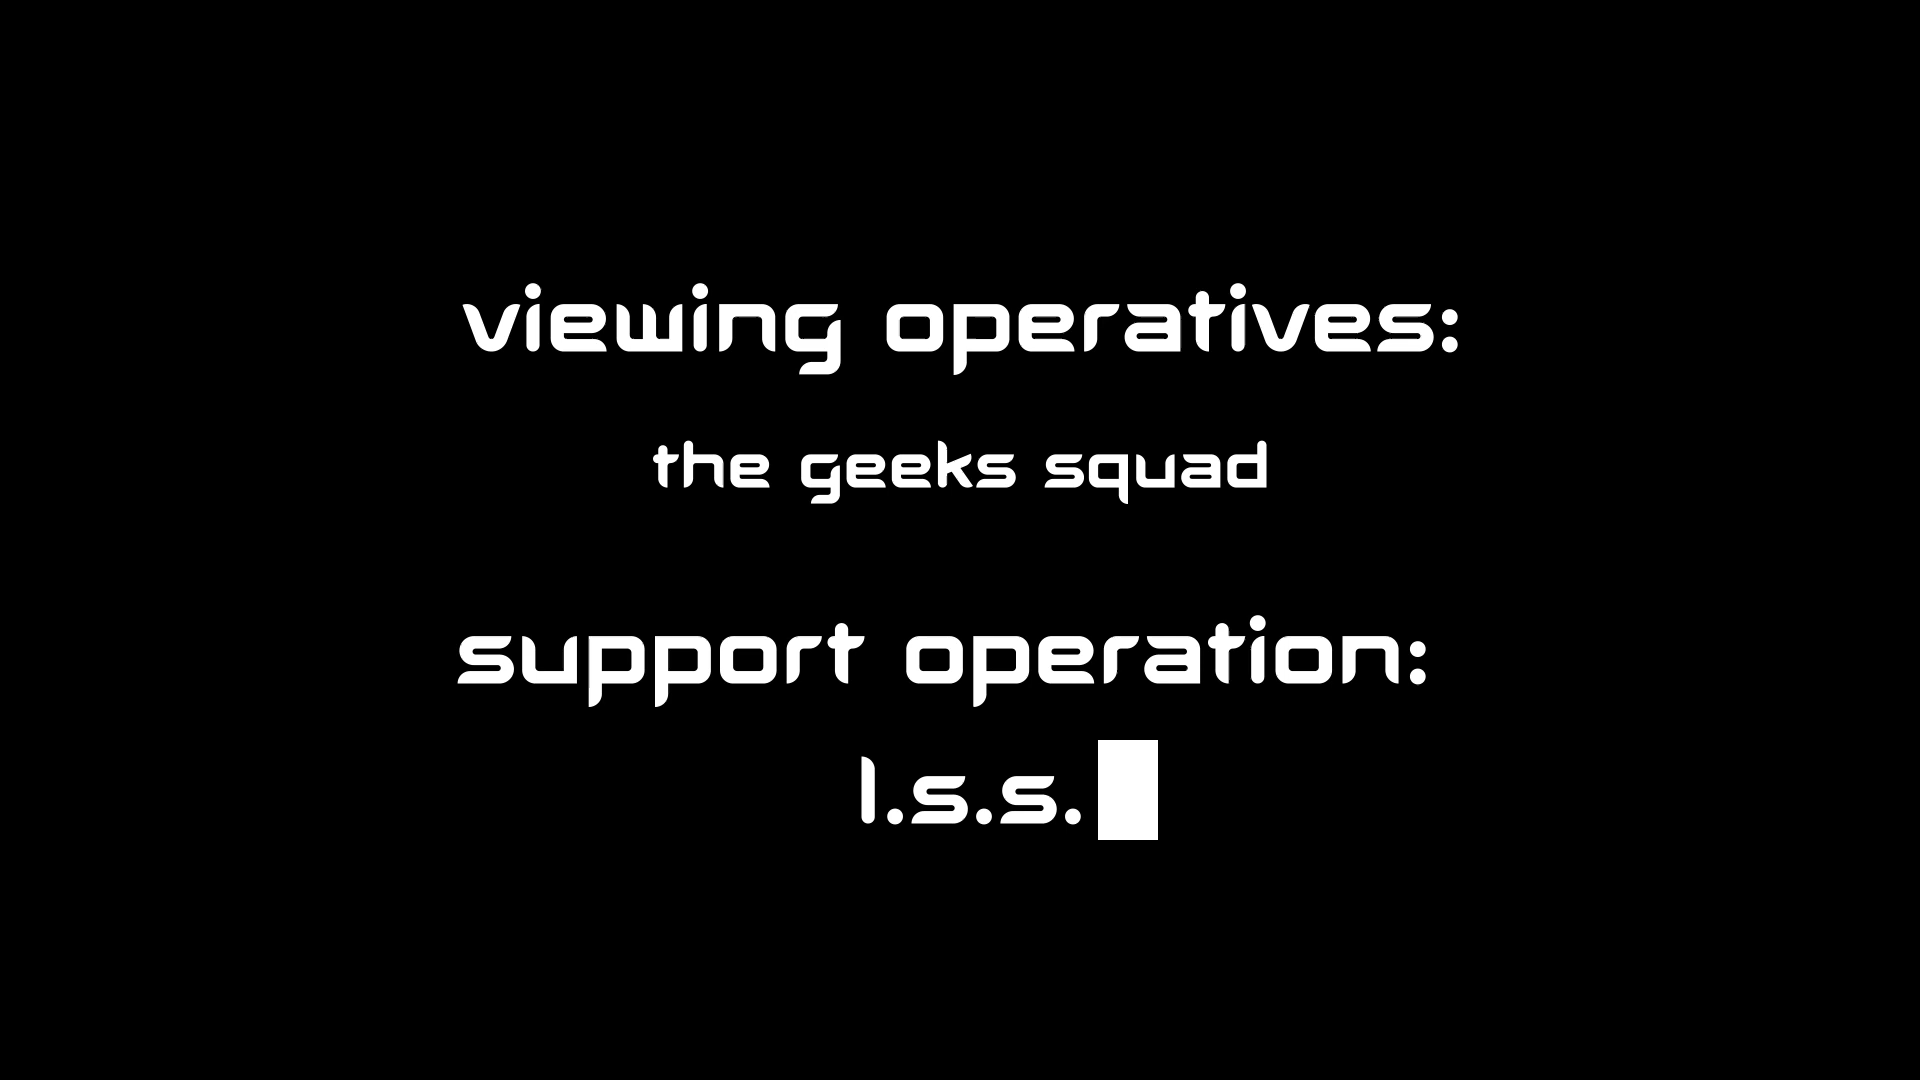 viewing operatives:
the geeks squad
support operation:
l.s.s.